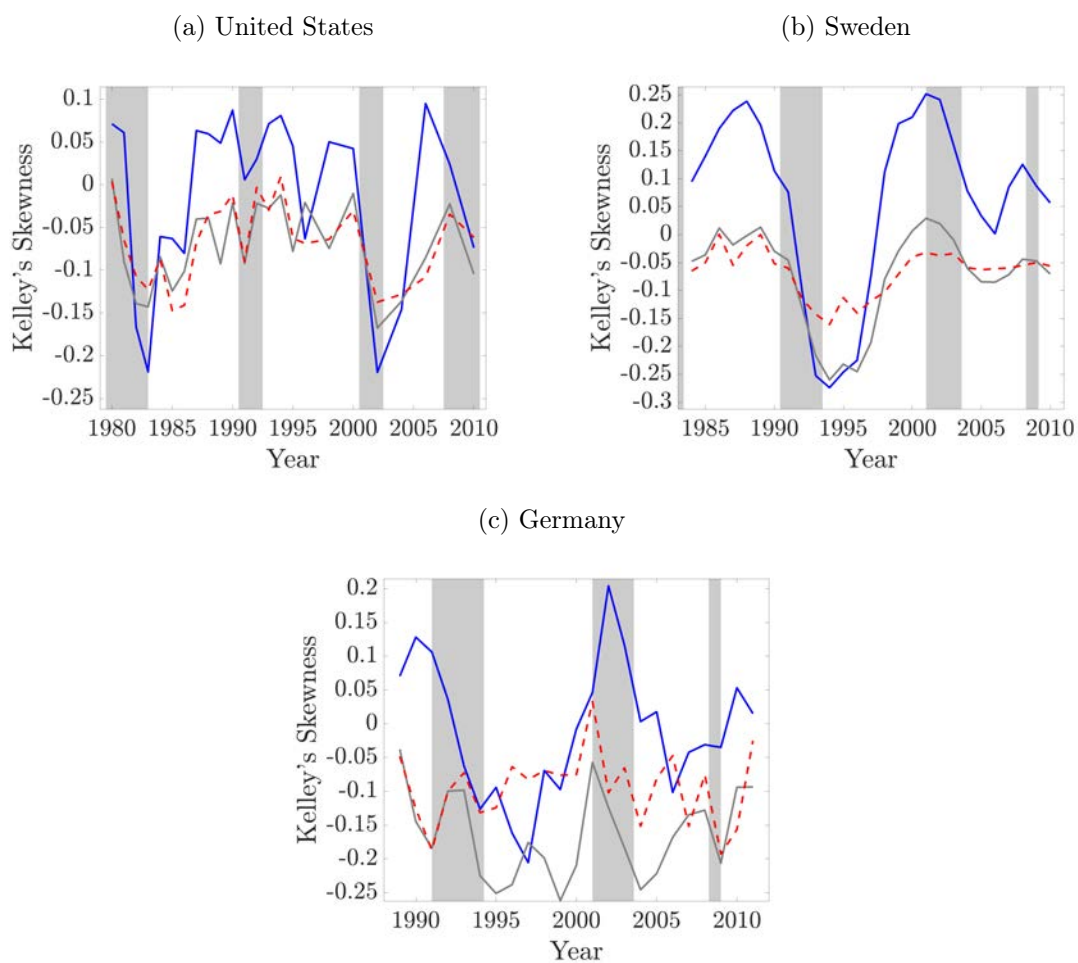 (a) United States
(b) Sweden
0.1
0.05
0
-0.05
-0.1
-0.15
-0.2
-0.25
Kelley's Skewness
1980 1985 1990 1995 2000 2005 2010
Year
0.25
0.2
0.15
0.1
0.05
0
-0.05
-0.1
-0.15
-0.2
-0.25
-0.3
Kelley's Skewness
1985 1990 1995 2000 2005 2010
Year
(c) Germany
0.2
0.15
0.1
0.05
0
-0.05
-0.1
-0.15
-0.2
-0.25
Kelley's Skewness
1990 1995 2000 2005 2010
Year